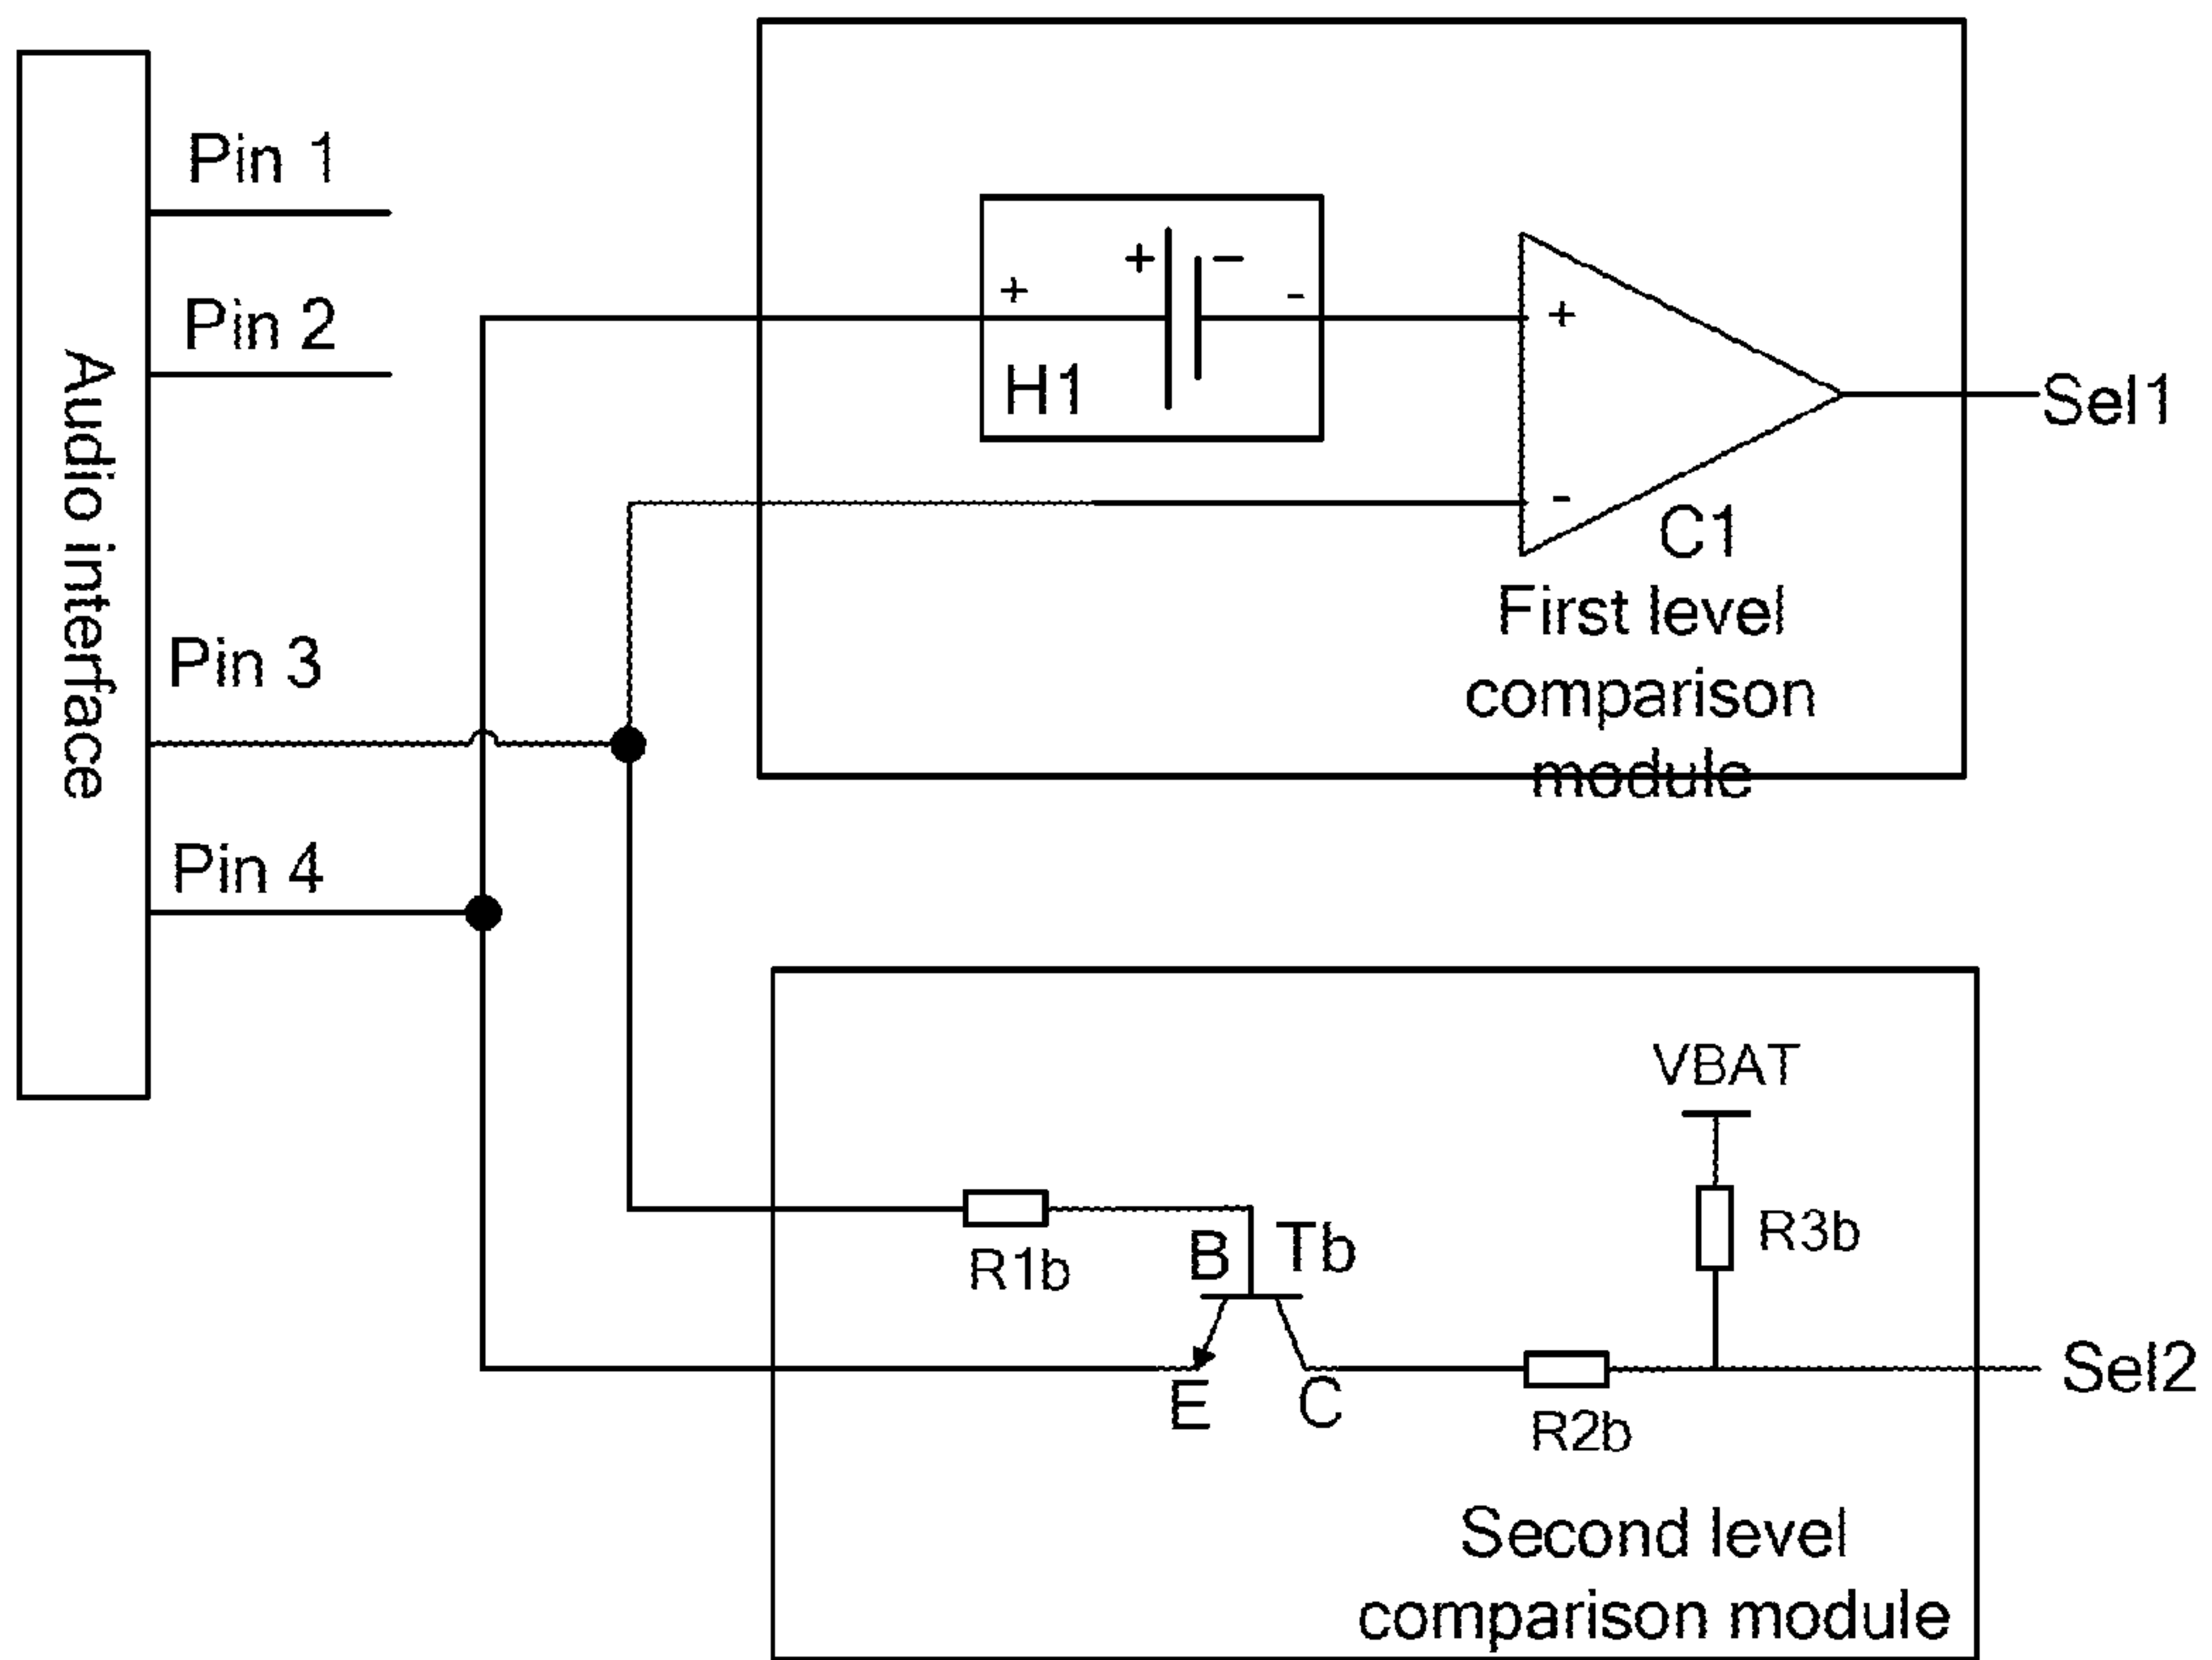 Audio interface
Pin 1
Pin 2
Pin 3
Pin 4
+
-
+ −
H1
+
-
C1
First level
comparison
module
Sel1
VBAT
R3b
R1b
B
Tb
E
C
R2b
Sel2
Second level
comparison module